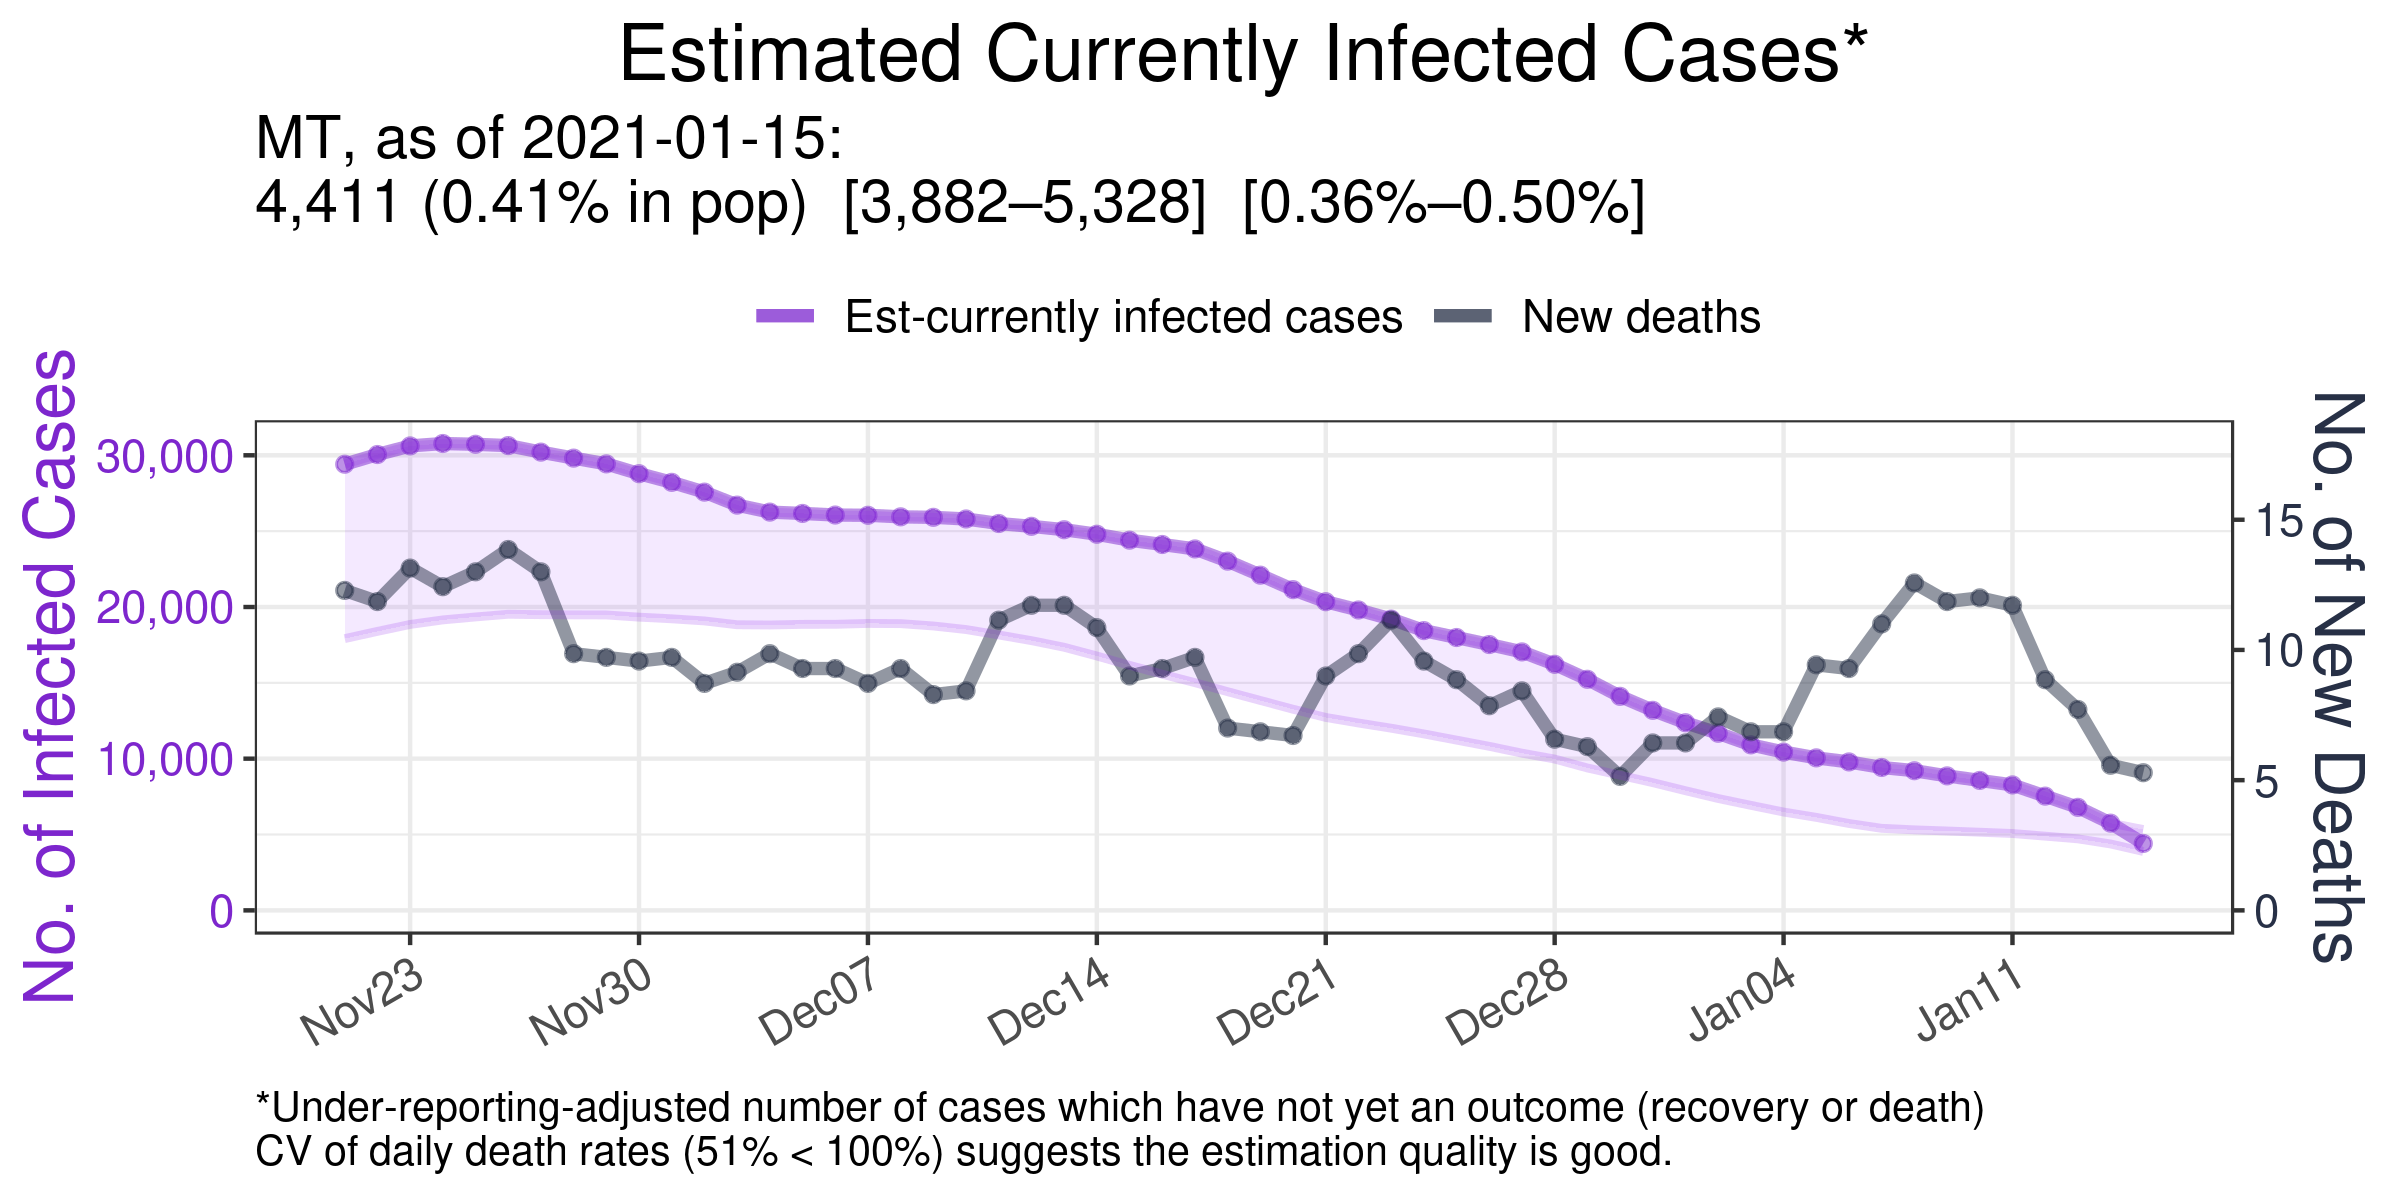 Estimated Currently Infected Cases*
MT, as of 2021-01-15:
4,411 (0.41% in pop)  [3,882–5,328]  [0.36%–0.50%]
Est-currently infected cases
New deaths
No. of Infected Cases
30,000
20,000
10,000
0
15
10
5
0
No. of New Deaths
Nov23
Nov30
Dec07
Dec14
Dec21
Dec28
Jan04
Jan11
*Under-reporting-adjusted number of cases which have not yet an outcome (recovery or death)
CV of daily death rates (51% < 100%) suggests the estimation quality is good.